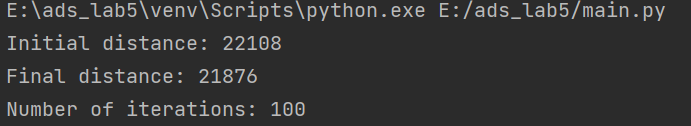 E:\ads_lab5\venv\Scripts\python.exe E:/ads_lab5/main.py
Initial distance: 22108
Final distance: 21876
Number of iterations: 100